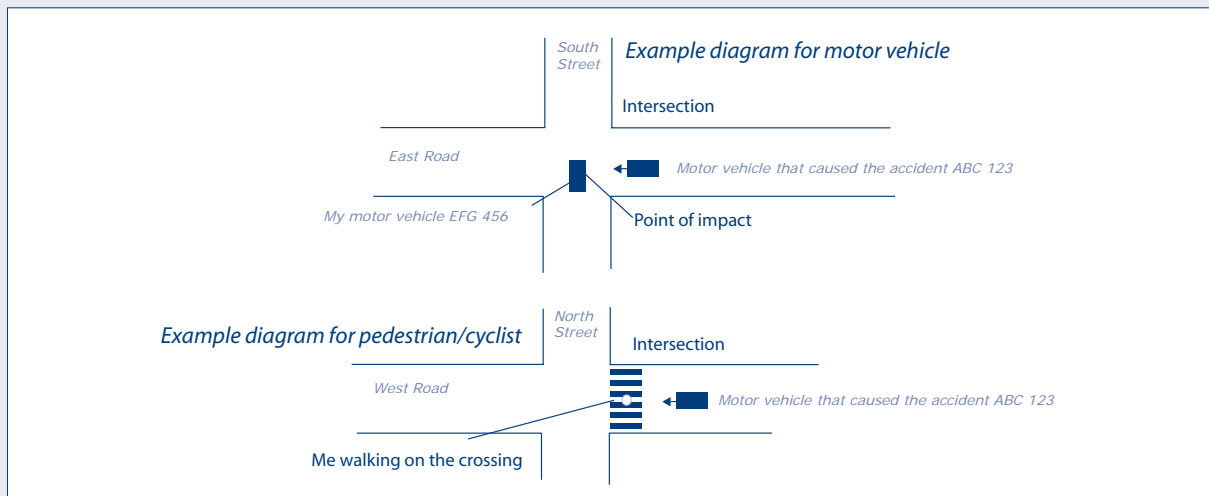 South
Street
Example diagram for motor vehicle
Intersection
East Road
Motor vehicle that caused the accident ABC 123
My motor vehicle EFG 456
Point of impact
North
Street
Example diagram for pedestrian/cyclist
Intersection
West Road
Motor vehicle that caused the accident ABC 123
Me walking on the crossing